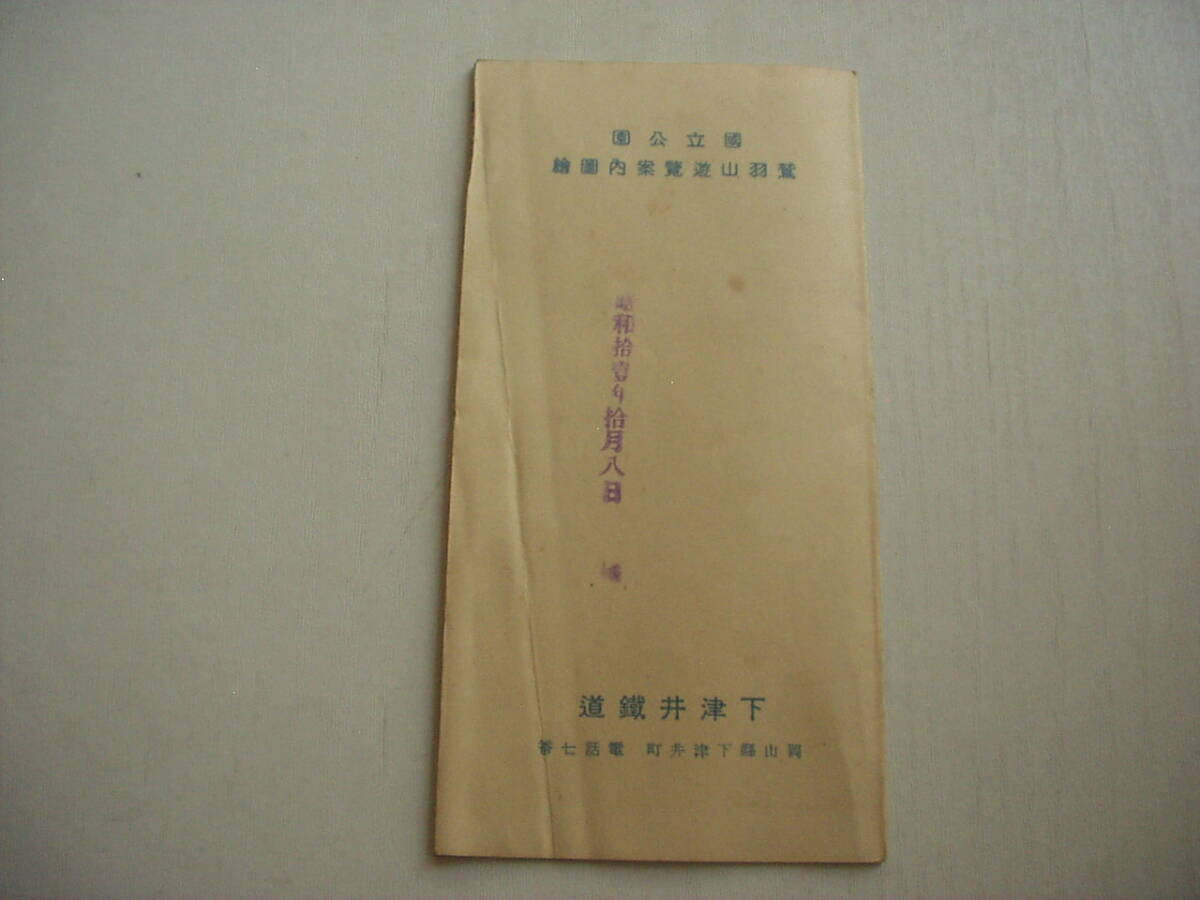 國立公園
鷲羽山遊覽案內圖繪
昭和拾壹年拾月八日
下津井鐵道
岡山縣下津井町 電話七番